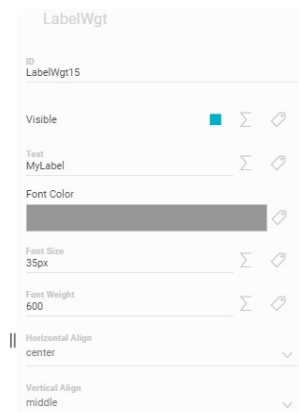 LabelWgt
ID
LabelWgt15
Visible
Text
MyLabel
Font Color
Font Size
35px
Font Weight
600
Horizontal Align
center
Vertical Align
middle